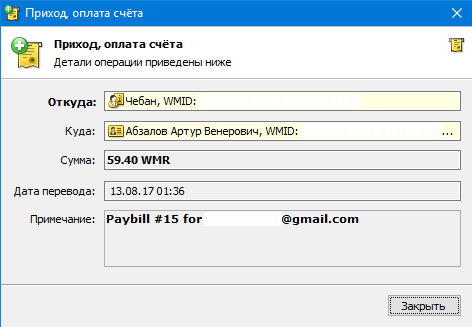 Приход, оплата счёта
Приход, оплата счёта
Детали операции приведены ниже
Откуда: Чебан, WMID:
Куда: Абзалов Артур Венерович, WMID: ...
Сумма: 59.40 WMR
Дата перевода: 13.08.17 01:36
Примечание: Paybill #15 for @gmail.com
Закрыть